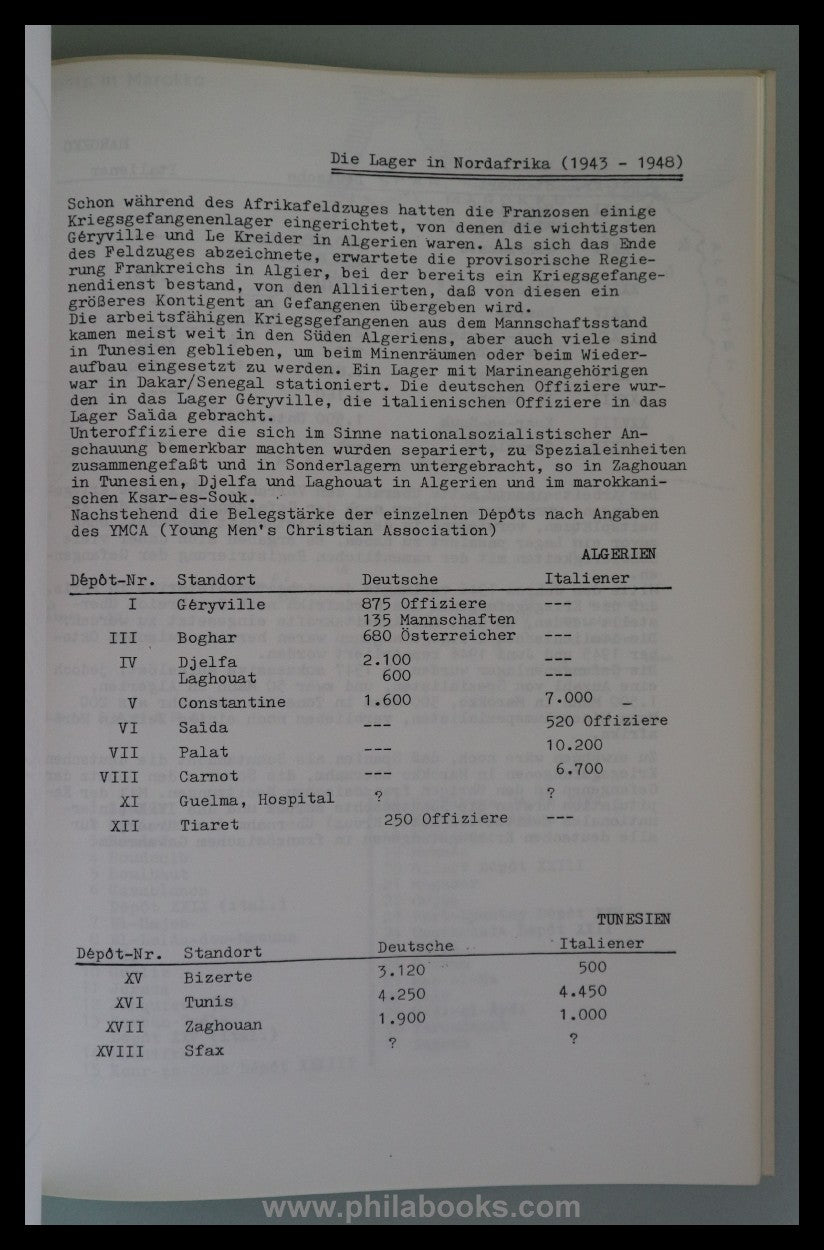 Die Lager in Nordafrika (1943 - 1948)
Schon während des Afrikafeldzuges hatten die Franzosen einige
Kriegsgefangenenlager eingerichtet, von denen die wichtigsten
Géryville und Le Kreider in Algerien waren. Als sich das Ende
des Feldzuges abzeichnete, erwartete die provisorische Regie-
rung Frankreichs in Algier, bei der bereits ein Kriegsgefange-
nendienst bestand, von den Alliierten, daß von diesen ein
größeres Kontigent an Gefangenen übergeben wird.
Die arbeitsfähigen Kriegsgefangenen aus dem Mannschaftsstand
kamen meist weit in den Süden Algeriens, aber auch viele sind
in Tunesien geblieben, um beim Minenräumen oder beim Wieder-
aufbau eingesetzt zu werden. Ein Lager mit Marineangehörigen
war in Dakar/Senegal stationiert. Die deutschen Offiziere wur-
den in das Lager Géryville, die italienischen Offiziere in das
Lager Saïda gebracht.
Unteroffiziere die sich im Sinne nationalsozialistischer An-
schauung bemerkbar machten wurden separiert, zu Spezialeinheiten
zusammengefaßt und in Sonderlagern untergebracht, so in Zaghouan
in Tunesien, Djelfa und Laghouat in Algerien und im marokkani-
schen Ksar-es-Souk.
Nachstehend die Belegstärke der einzelnen Dépôts nach Angaben
des YMCA (Young Men's Christian Association)
ALGERIEN
Dépôt-Nr. Standort Deutsche Italiener
I Géryville 875 Offiziere ---
135 Mannschaften
III Boghar 680 Österreicher ---
IV Djelfa 2.100 ---
Laghouat 600 ---
V Constantine 1.600 7.000
VI Saïda --- 520 Offiziere
VII Palat --- 10.200
VIII Carnot --- 6.700
XI Guelma, Hospital ? ?
XII Tiaret 250 Offiziere ---
TUNESIEN
Dépôt-Nr. Standort Deutsche Italiener
XV Bizerte 3.120 500
XVI Tunis 4.250 4.450
XVII Zaghouan 1.900 1.000
XVIII Sfax ? ?
www.philabooks.com